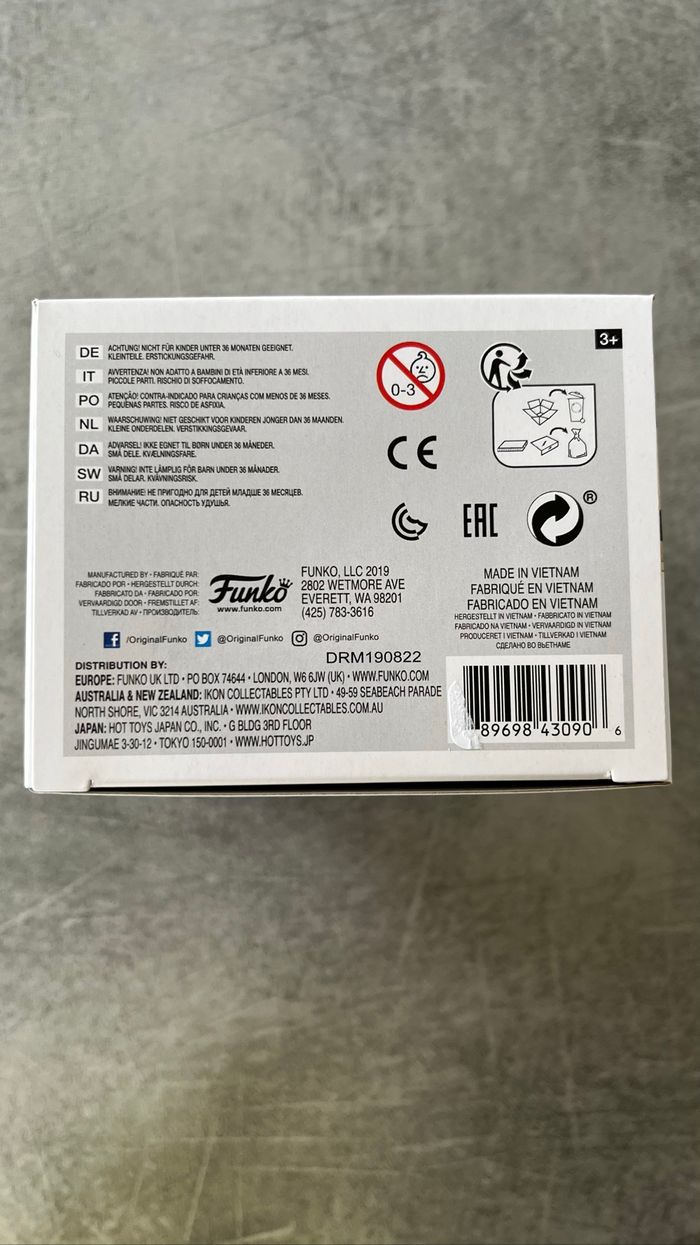 3+
DE ACHTUNG! NICHT FÜR KINDER UNTER 36 MONATEN GEEIGNET.
KLEINTEILE. ERSTICKUNGSGEFAHR.
IT AVVERTENZA! NON ADATTO A BAMBINI DI ETÀ INFERIORE A 36 MESI.
PICCOLE PARTI. RISCHIO DI SOFFOCAMENTO.
PO ATENÇÃO! CONTRA-INDICADO PARA CRIANÇAS COM MENOS DE 36 MESES.
PEQUENAS PARTES. RISCO DE ASFIXIA.
NL WAARSCHUWING! NIET GESCHIKT VOOR KINDEREN JONGER DAN 36 MAANDEN.
KLEINE ONDERDELEN. VERSTIKKINGSGEVAAR.
DA ADVARSEL! IKKE EGNET TIL BØRN UNDER 36 MÅNEDER.
SMÅ DELE. KVÆLNINGSFARE.
SW VARNING! INTE LÄMPLIG FÖR BARN UNDER 36 MÅNADER.
SMÅ DELAR. KVÄVNINGSRISK.
RU ВНИМАНИЕ! НЕ ПРИГОДНО ДЛЯ ДЕТЕЙ МЛАДШЕ 36 МЕСЯЦЕВ.
МЕЛКИЕ ЧАСТИ. ОПАСНОСТЬ УДУШЬЯ.
0-3
CE
EAC
®
MANUFACTURED BY • FABRIQUÉ PAR:
FABRICADO POR • HERGESTELLT DURCH:
FABBRICATO DA • FABRICADO POR:
VERVAARDIGD DOOR • FREMSTILLET AF:
TILLVERKAD AV • ПРОИЗВОДИТЕЛЬ:
Funko
www.funko.com
FUNKO, LLC 2019
2802 WETMORE AVE
EVERETT, WA 98201
(425) 783-3616
MADE IN VIETNAM
FABRIQUÉ EN VIETNAM
FABRICADO EN VIETNAM
HERGESTELLT IN VIETNAM • FABBRICATO IN VIETNAM
FABRICADO NA VIETNAM • VERVAARDIGD IN VIETNAM
PRODUCERET I VIETNAM • TILLVERKAD I VIETNAM
СДЕЛАНО ВО ВЬЕТНАМЕ
/OriginalFunko @OriginalFunko @OriginalFunko
DRM190822
DISTRIBUTION BY:
EUROPE: FUNKO UK LTD • PO BOX 74644 • LONDON, W6 6JW (UK) • WWW.FUNKO.COM
AUSTRALIA & NEW ZEALAND: IKON COLLECTABLES PTY LTD • 49-59 SEABEACH PARADE
NORTH SHORE, VIC 3214 AUSTRALIA • WWW.IKONCOLLECTABLES.COM.AU
JAPAN: HOT TOYS JAPAN CO., INC. • G BLDG 3RD FLOOR
JINGUMAE 3-30-12 • TOKYO 150-0001 • WWW.HOTTOYS.JP
89698 43090 6